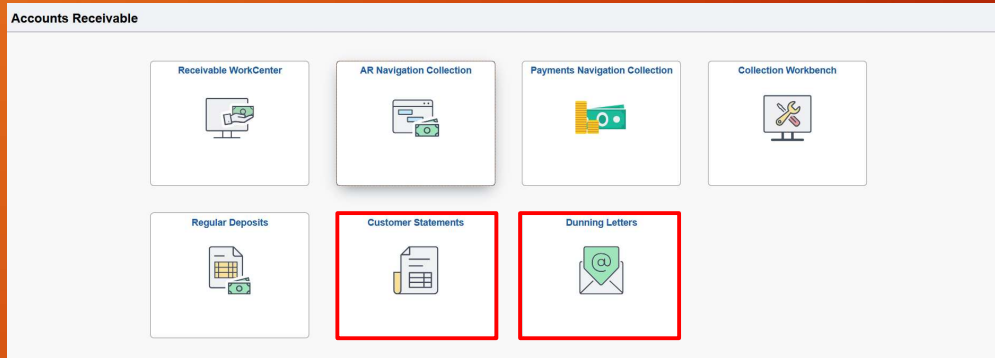 Accounts Receivable
Receivable WorkCenter
AR Navigation Collection
Payments Navigation Collection
Collection Workbench
Regular Deposits
Customer Statements
Dunning Letters
@